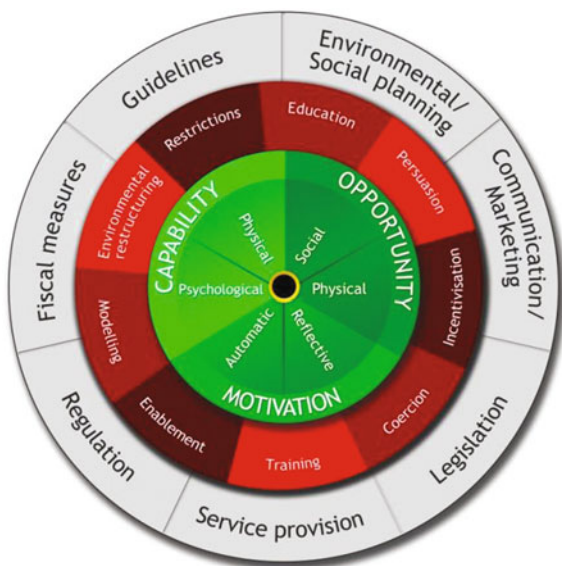 Environmental/
Social planning
Communication/
Marketing
Legislation
Service provision
Regulation
Fiscal measures
Guidelines
Education
Persuasion
Incentivisation
Coercion
Training
Enablement
Modelling
Environmental
restructuring
Restrictions
CAPABILITY
Physical
Psychological
OPPORTUNITY
Social
Physical
MOTIVATION
Automatic
Reflective